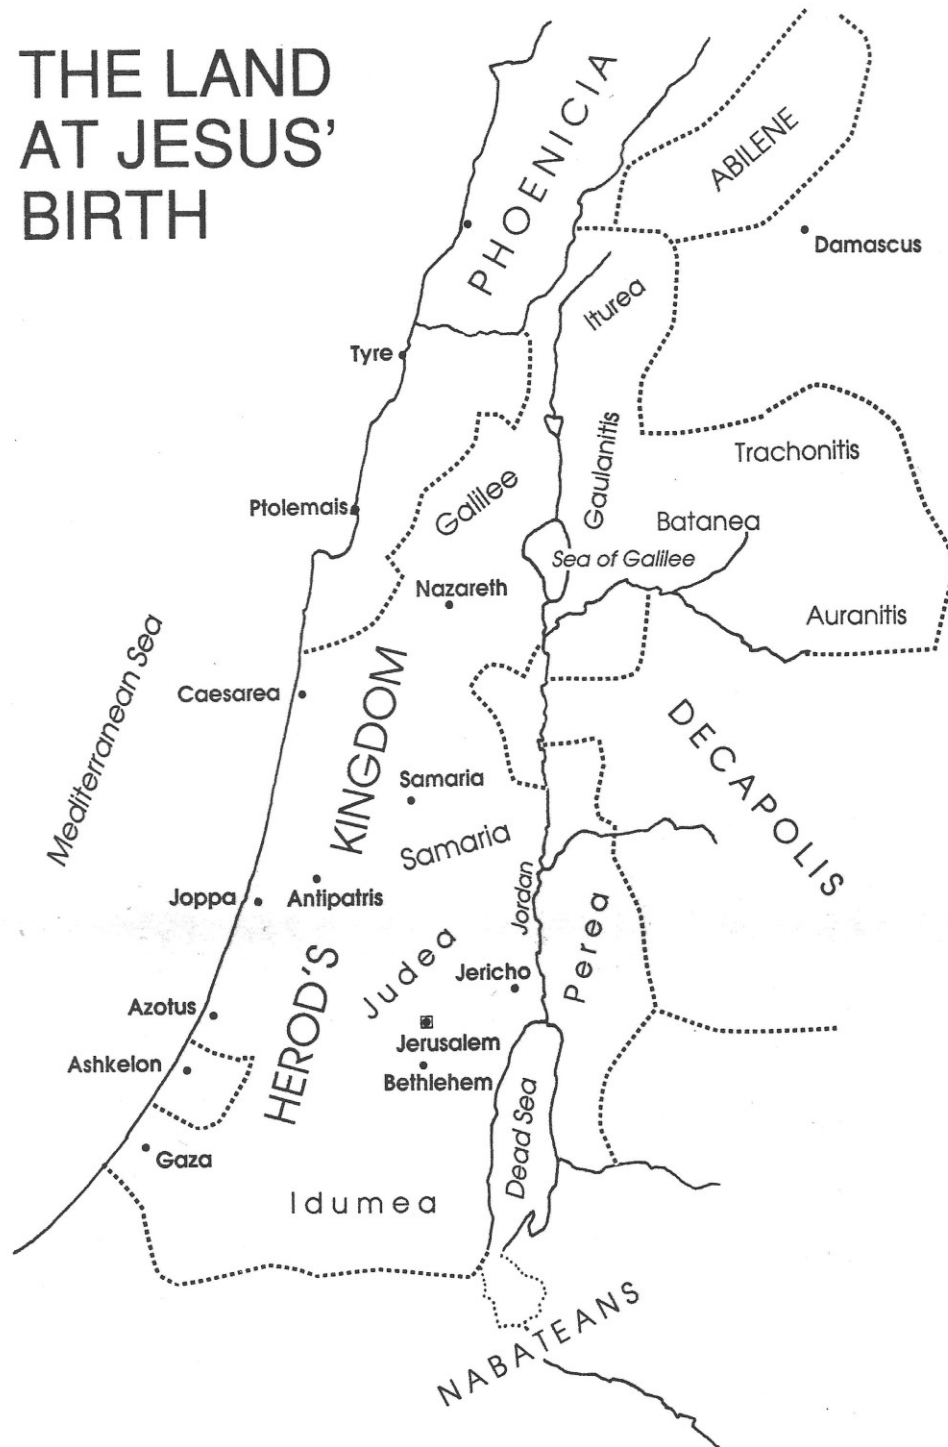 THE LAND
AT JESUS'
BIRTH
PHOENICIA
ABILENE
Damascus
Iturea
Tyre
Gaulanitis
Trachonitis
Galilee
Ptolemais
Batanea
Sea of Galilee
Nazareth
Auranitis
Mediterranean Sea
Caesarea
KINGDOM
DECAPOLIS
Samaria
Samaria
Joppa
Antipatris
Jordan
Perea
Judea
Jericho
HEROD'S
Azotus
Jerusalem
Ashkelon
Bethlehem
Dead Sea
Gaza
Idumea
NABATEANS